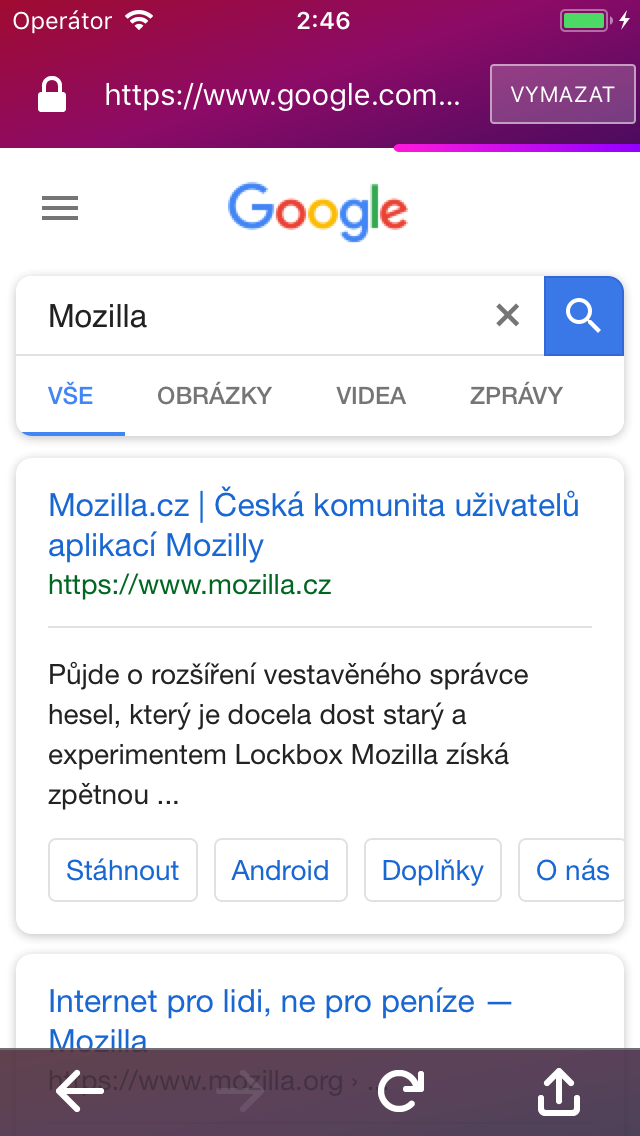 Operátor 2:46
https://www.google.com... VYMAZAT
Google
Mozilla
VŠE OBRÁZKY VIDEA ZPRÁVY
Mozilla.cz | Česká komunita uživatelů
aplikací Mozilly
https://www.mozilla.cz
Půjde o rozšíření vestavěného správce
hesel, který je docela dost starý a
experimentem Lockbox Mozilla získá
zpětnou ...
Stáhnout Android Doplňky O nás
Internet pro lidi, ne pro peníze —
Mozilla
https://www.mozilla.org › ...